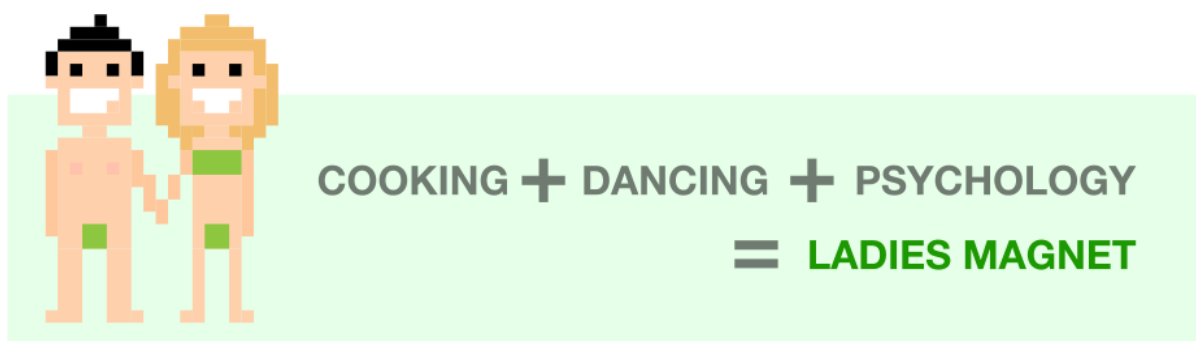 COOKING + DANCING + PSYCHOLOGY
= LADIES MAGNET